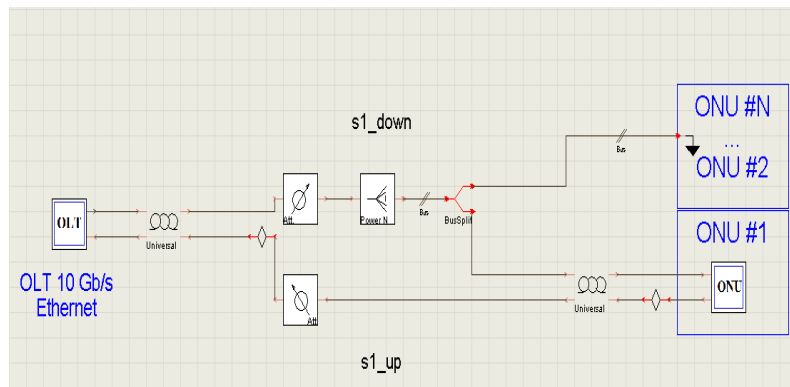 s1_down
ONU #N
...
ONU #2
Bus
Att.
Power N
Bus
BusSplit
OLT
Universal
ONU #1
OLT 10 Gb/s
Ethernet
Att.
Universal
ONU
s1_up